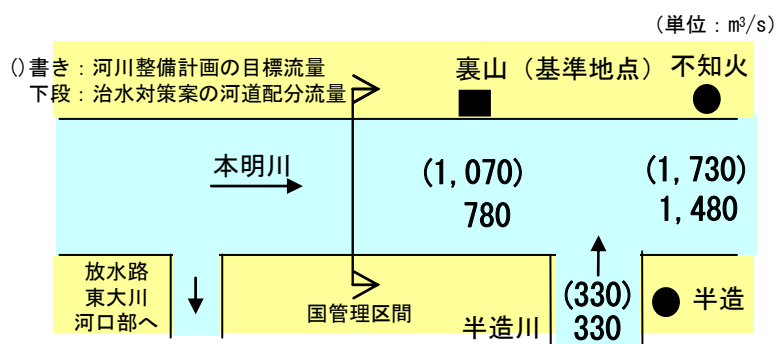 （単位：m³/s）
()書き：河川整備計画の目標流量
下段：治水対策案の河道配分流量
裏山（基準地点）
不知火
本明川
(1,070)
780
(1,730)
1,480
放水路
東大川
河口部へ
国管理区間
半造川
(330)
330
半造